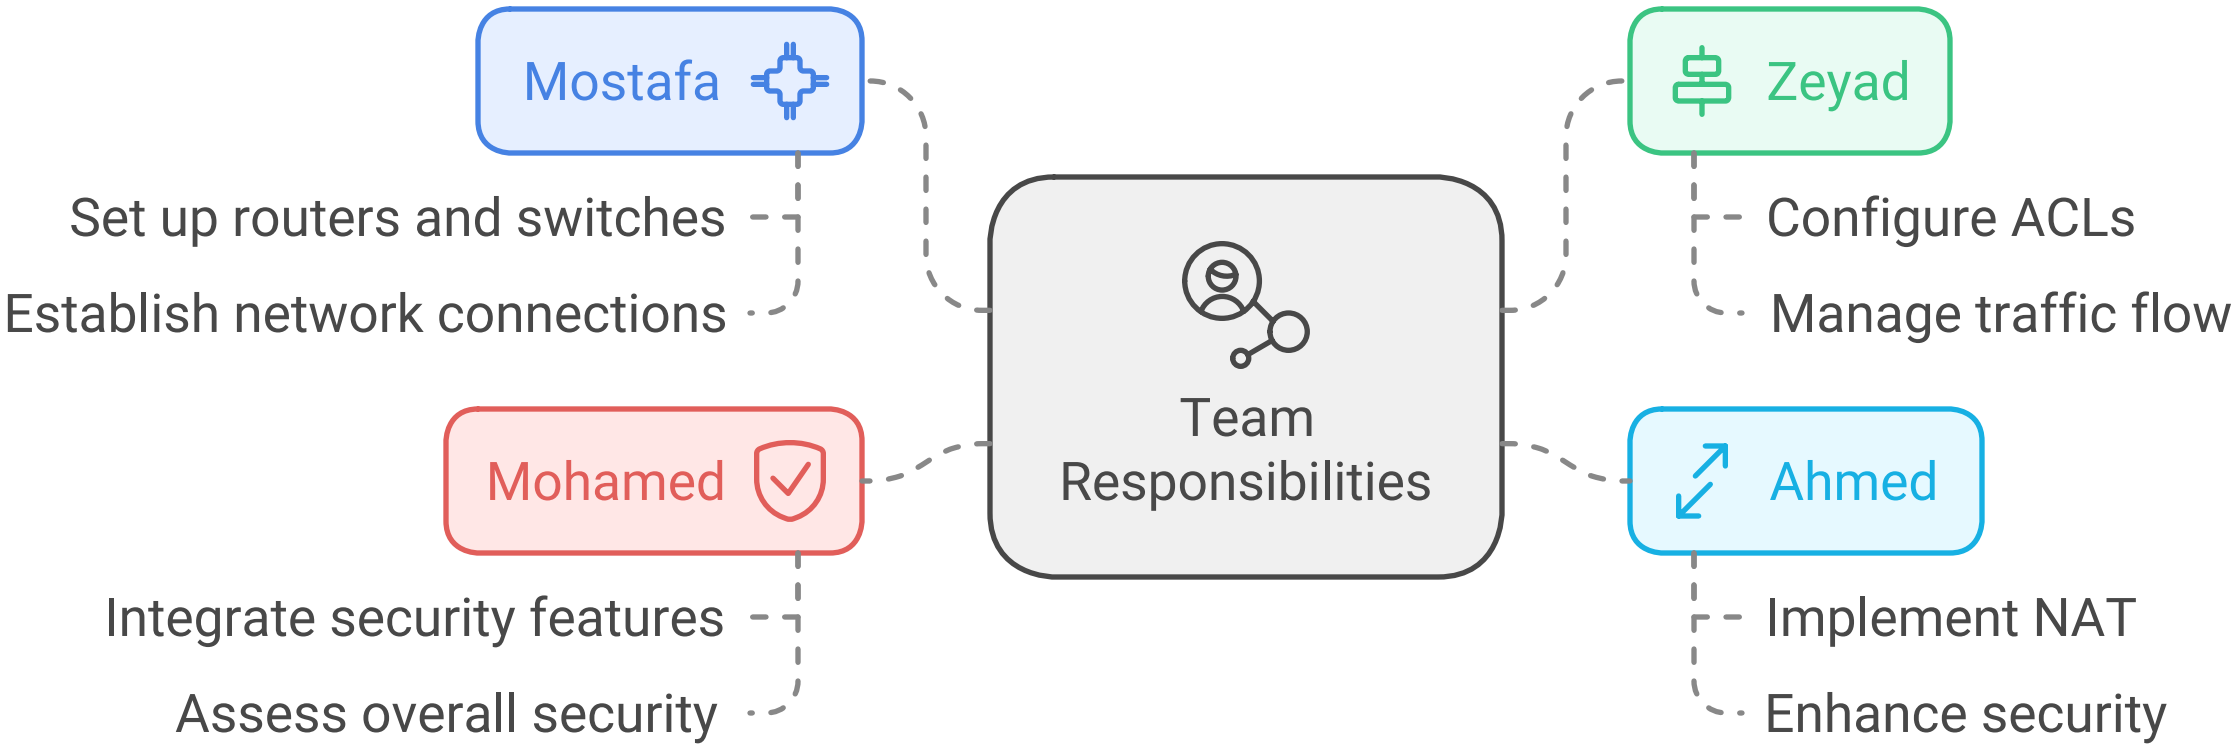 Mostafa
Set up routers and switches
Establish network connections
Mohamed
Integrate security features
Assess overall security
Team
Responsibilities
Zeyad
Configure ACLs
Manage traffic flow
Ahmed
Implement NAT
Enhance security